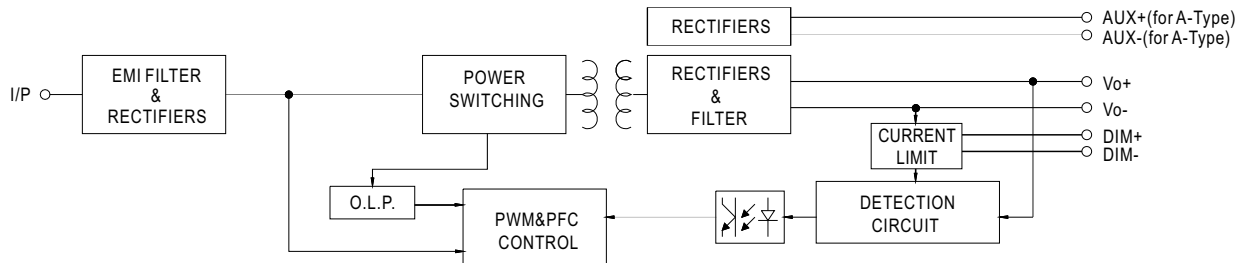 RECTIFIERS
AUX+(for A-Type)
AUX-(for A-Type)
I/P
EMI FILTER
&
RECTIFIERS
POWER
SWITCHING
RECTIFIERS
&
FILTER
Vo+
Vo-
CURRENT
LIMIT
DIM+
DIM-
O.L.P.
PWM&PFC
CONTROL
DETECTION
CIRCUIT